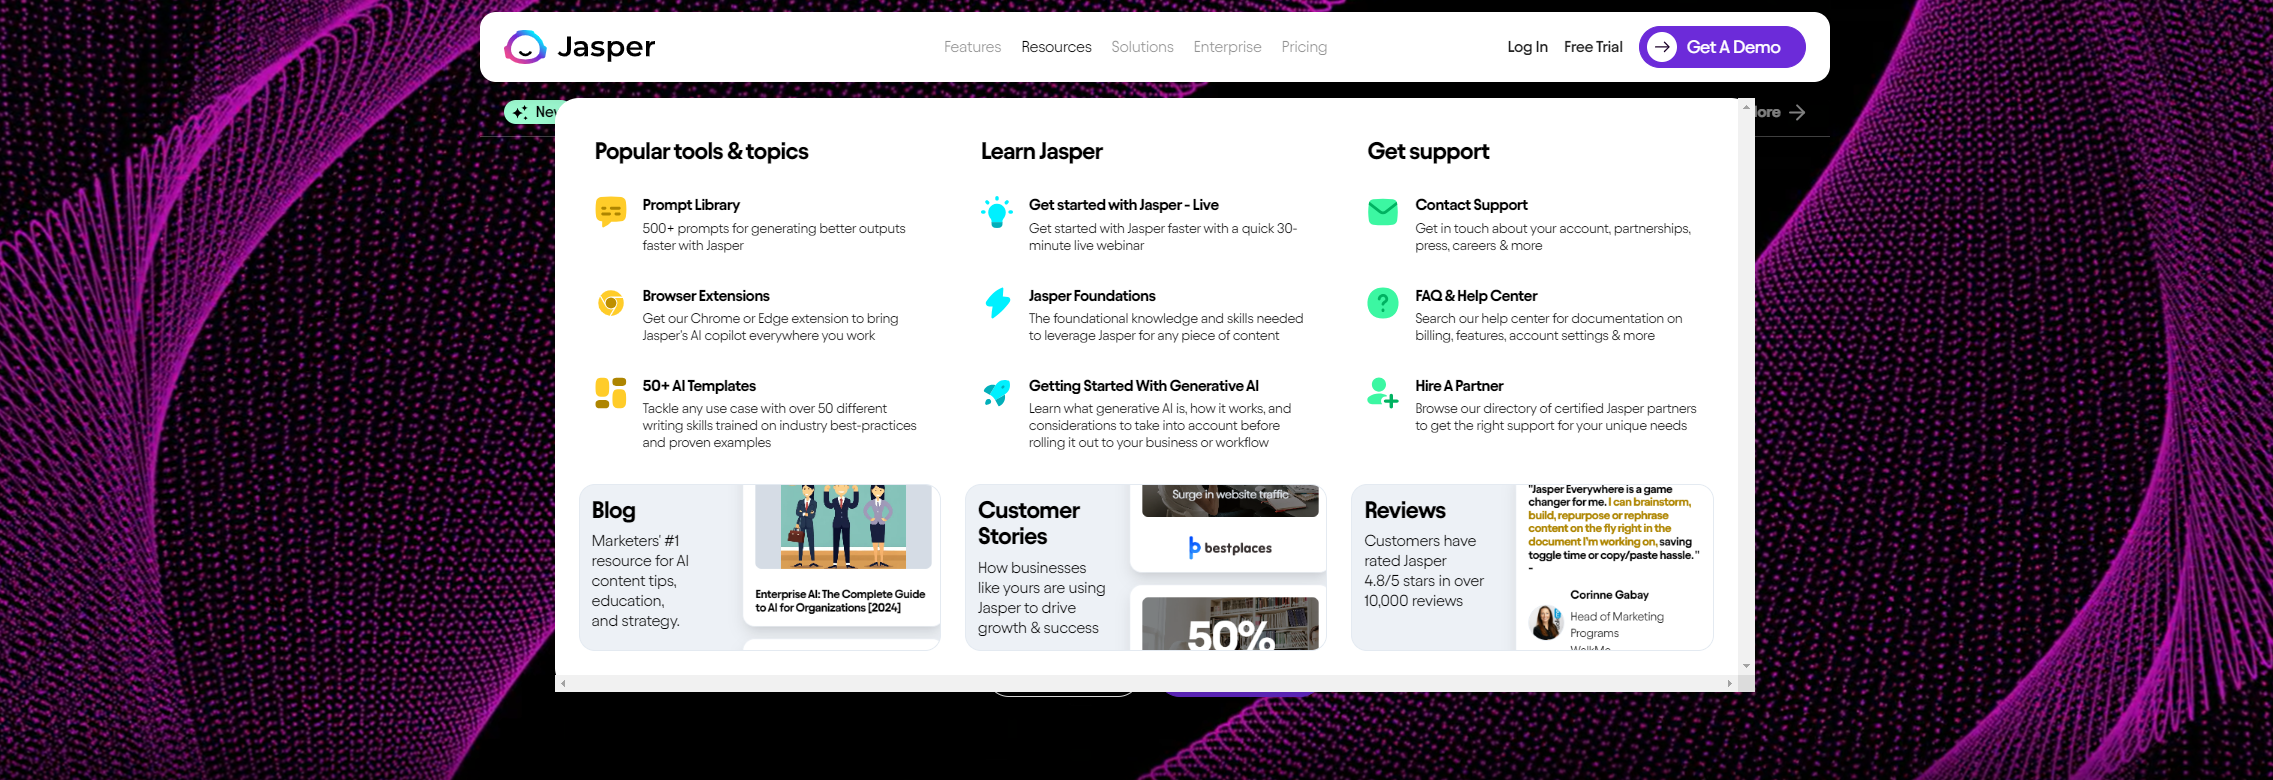 Jasper
Features
Resources
Solutions
Enterprise
Pricing
Log In
Free Trial
Get A Demo
Popular tools & topics
Prompt Library
500+ prompts for generating better outputs
faster with Jasper
Browser Extensions
Get our Chrome or Edge extension to bring
Jasper's AI copilot everywhere you work
50+ AI Templates
Tackle any use case with over 50 different
writing skills trained on industry best-practices
and proven examples
Learn Jasper
Get started with Jasper - Live
Get started with Jasper faster with a quick 30-
minute live webinar
Jasper Foundations
The foundational knowledge and skills needed
to leverage Jasper for any piece of content
Getting Started With Generative AI
Learn what generative AI is, how it works, and
considerations to take into account before
rolling it out to your business or workflow
Get support
Contact Support
Get in touch about your account, partnerships,
press, careers & more
FAQ & Help Center
Search our help center for documentation on
billing, features, account settings & more
Hire A Partner
Browse our directory of certified Jasper partners
to get the right support for your unique needs
Blog
Marketers' #1
resource for AI
content tips,
education,
and strategy.
Enterprise AI: The Complete Guide
to AI for Organizations [2024]
Customer
Stories
How businesses
like yours are using
Jasper to drive
growth & success
Surge in website traffic
bestplaces
50%
Reviews
Customers have
rated Jasper
4.8/5 stars in over
10,000 reviews
"Jasper Everywhere is a game
changer for me. I can brainstorm,
build, repurpose or rephrase
content on the fly right in the
document I'm working on, saving
toggle time or copy/paste hassle."
-
Corinne Gabay
Head of Marketing
Programs